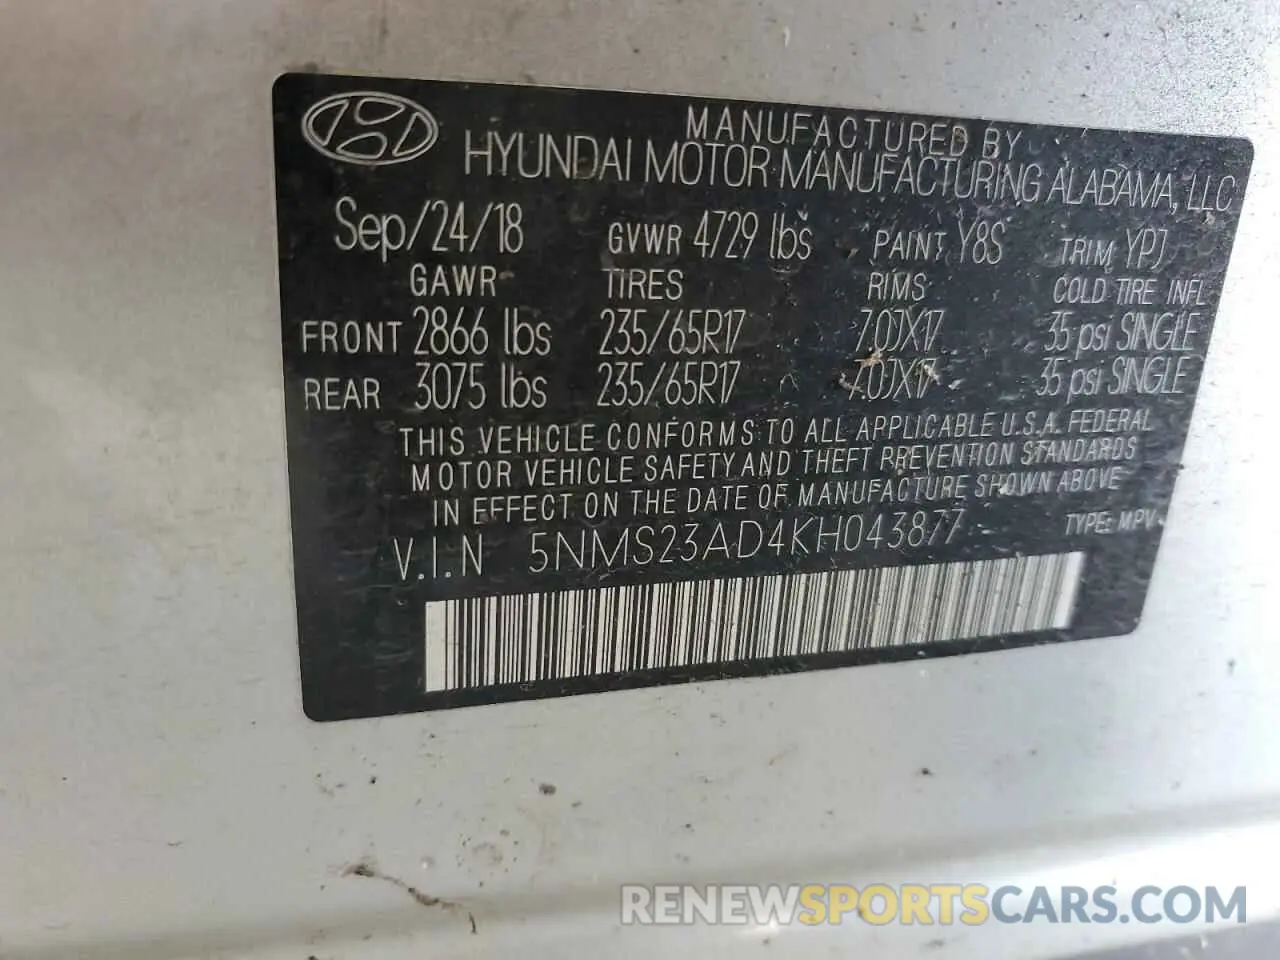 MANUFACTURED BY
HYUNDAI MOTOR MANUFACTURING ALABAMA, LLC
Sep/24/18 GVWR 4729 lbs PAINT Y8S TRIM YPJ
GAWR TIRES RIMS COLD TIRE INFL
FRONT 2866 lbs 235/65R17 7.0JX17 35 psi SINGLE
REAR 3075 lbs 235/65R17 7.0JX17 35 psi SINGLE
THIS VEHICLE CONFORMS TO ALL APPLICABLE U.S.A. FEDERAL
MOTOR VEHICLE SAFETY AND THEFT PREVENTION STANDARDS
IN EFFECT ON THE DATE OF MANUFACTURE SHOWN ABOVE
V.I.N 5NMS23AD4KH043877 TYPE: MPV
RENEWSPORTSCARS.COM